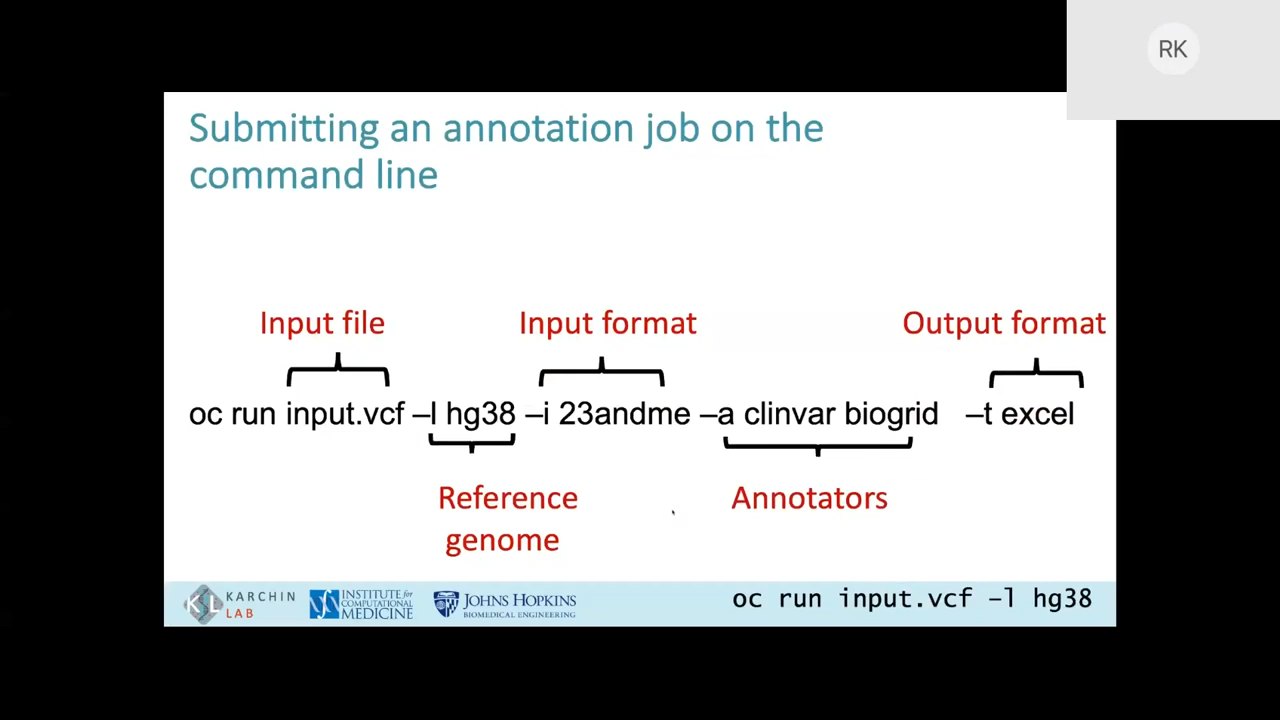 RK
Submitting an annotation job on the
command line
Input file
Input format
Output format
oc run input.vcf –l hg38 –i 23andme –a clinvar biogrid –t excel
Reference
genome
Annotators
KSL
KARCHIN
LAB
INSTITUTE for
COMPUTATIONAL
MEDICINE
JOHNS HOPKINS
BIOMEDICAL ENGINEERING
oc run input.vcf –l hg38